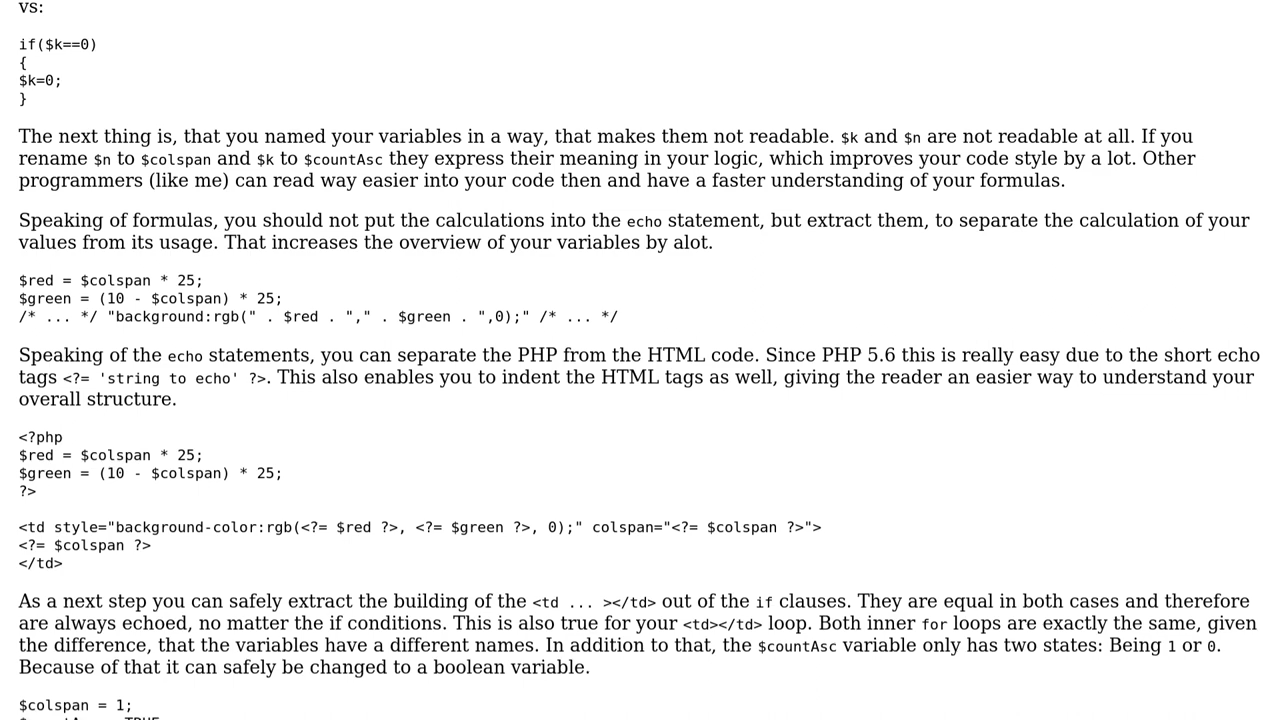 vs:
if($k==0)
{
$k=0;
}
The next thing is, that you named your variables in a way, that makes them not readable. $k and $n are not readable at all. If you
rename $n to $colspan and $k to $countAsc they express their meaning in your logic, which improves your code style by a lot. Other
programmers (like me) can read way easier into your code then and have a faster understanding of your formulas.
Speaking of formulas, you should not put the calculations into the echo statement, but extract them, to separate the calculation of your
values from its usage. That increases the overview of your variables by alot.
$red = $colspan * 25;
$green = (10 - $colspan) * 25;
/* ... */ "background:rgb(" . $red . "," . $green . ",0);" /* ... */
Speaking of the echo statements, you can separate the PHP from the HTML code. Since PHP 5.6 this is really easy due to the short echo
tags <?= 'string to echo' ?>. This also enables you to indent the HTML tags as well, giving the reader an easier way to understand your
overall structure.
<?php
$red = $colspan * 25;
$green = (10 - $colspan) * 25;
?>
<td style="background-color:rgb(<?= $red ?>, <?= $green ?>, 0);" colspan="<?= $colspan ?>">
<?= $colspan ?>
</td>
As a next step you can safely extract the building of the <td ... ></td> out of the if clauses. They are equal in both cases and therefore
are always echoed, no matter the if conditions. This is also true for your <td></td> loop. Both inner for loops are exactly the same, given
the difference, that the variables have a different names. In addition to that, the $countAsc variable only has two states: Being 1 or 0.
Because of that it can safely be changed to a boolean variable.
$colspan = 1;